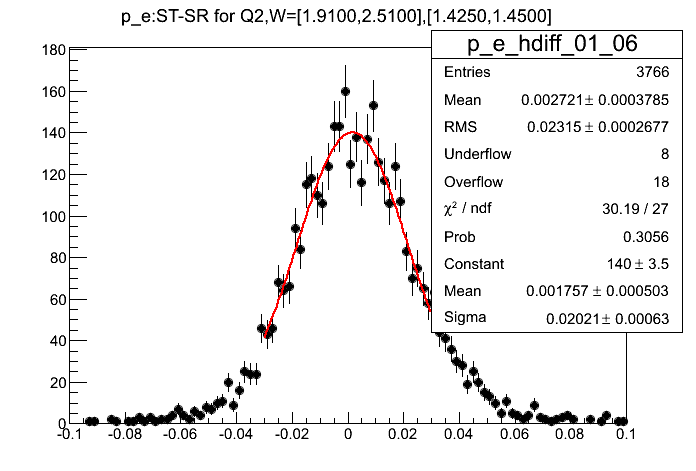 p_e:ST-SR for Q2,W=[1.9100,2.5100],[1.4250,1.4500]
p_e_hdiff_01_06
Entries 3766
Mean 0.002721 ± 0.0003785
RMS 0.02315 ± 0.0002677
Underflow 8
Overflow 18
χ² / ndf 30.19 / 27
Prob 0.3056
Constant 140 ± 3.5
Mean 0.001757 ± 0.000503
Sigma 0.02021 ± 0.00063
180
160
140
120
100
80
60
40
20
0
-0.1 -0.08 -0.06 -0.04 -0.02 0 0.02 0.04 0.06 0.08 0.1